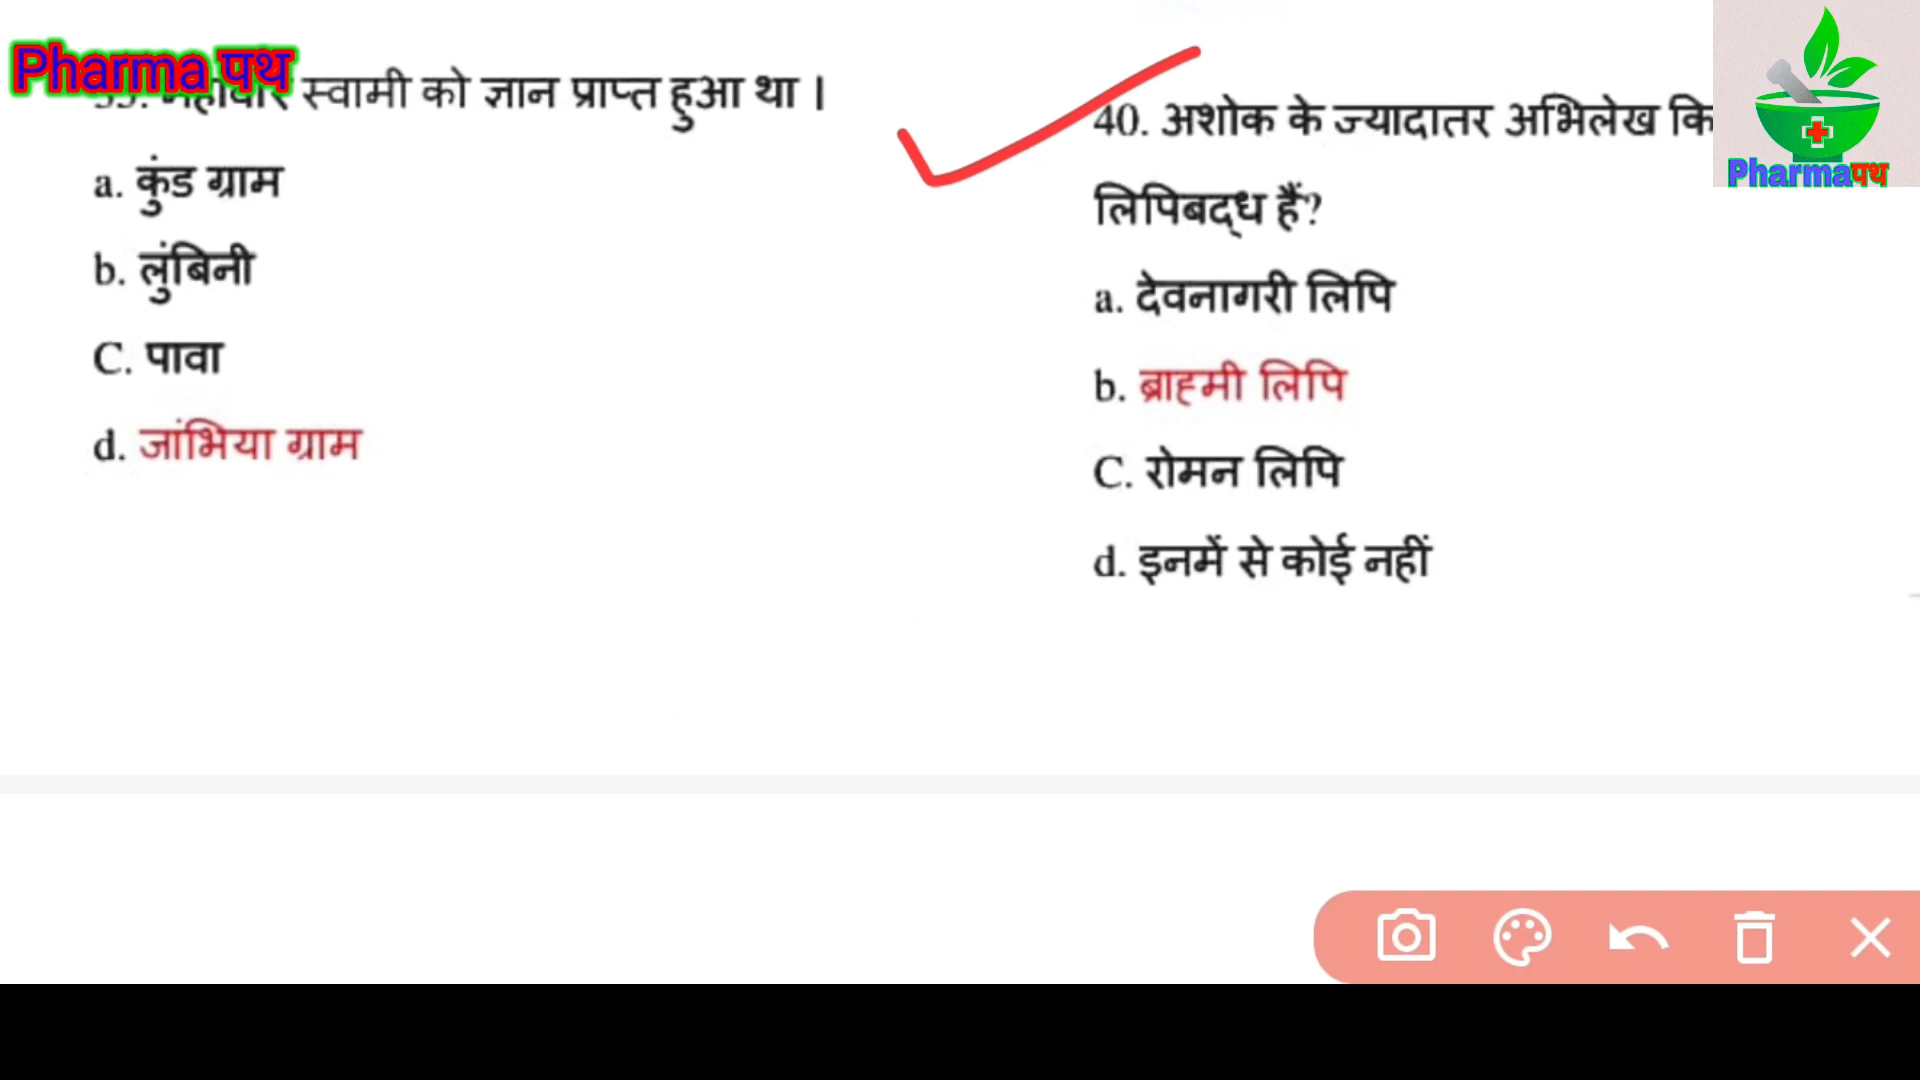 Pharma पथ
स्वामी को ज्ञान प्राप्त हुआ था |
a. कुंड ग्राम
b. लुंबिनी
C. पावा
d. जांभिया ग्राम
40. अशोक के ज्यादातर अभिलेख
लिपिबद्ध हैं?
a. देवनागरी लिपि
b. ब्राह्मी लिपि
C. रोमन लिपि
d. इनमें से कोई नहीं
Pharmaपथ